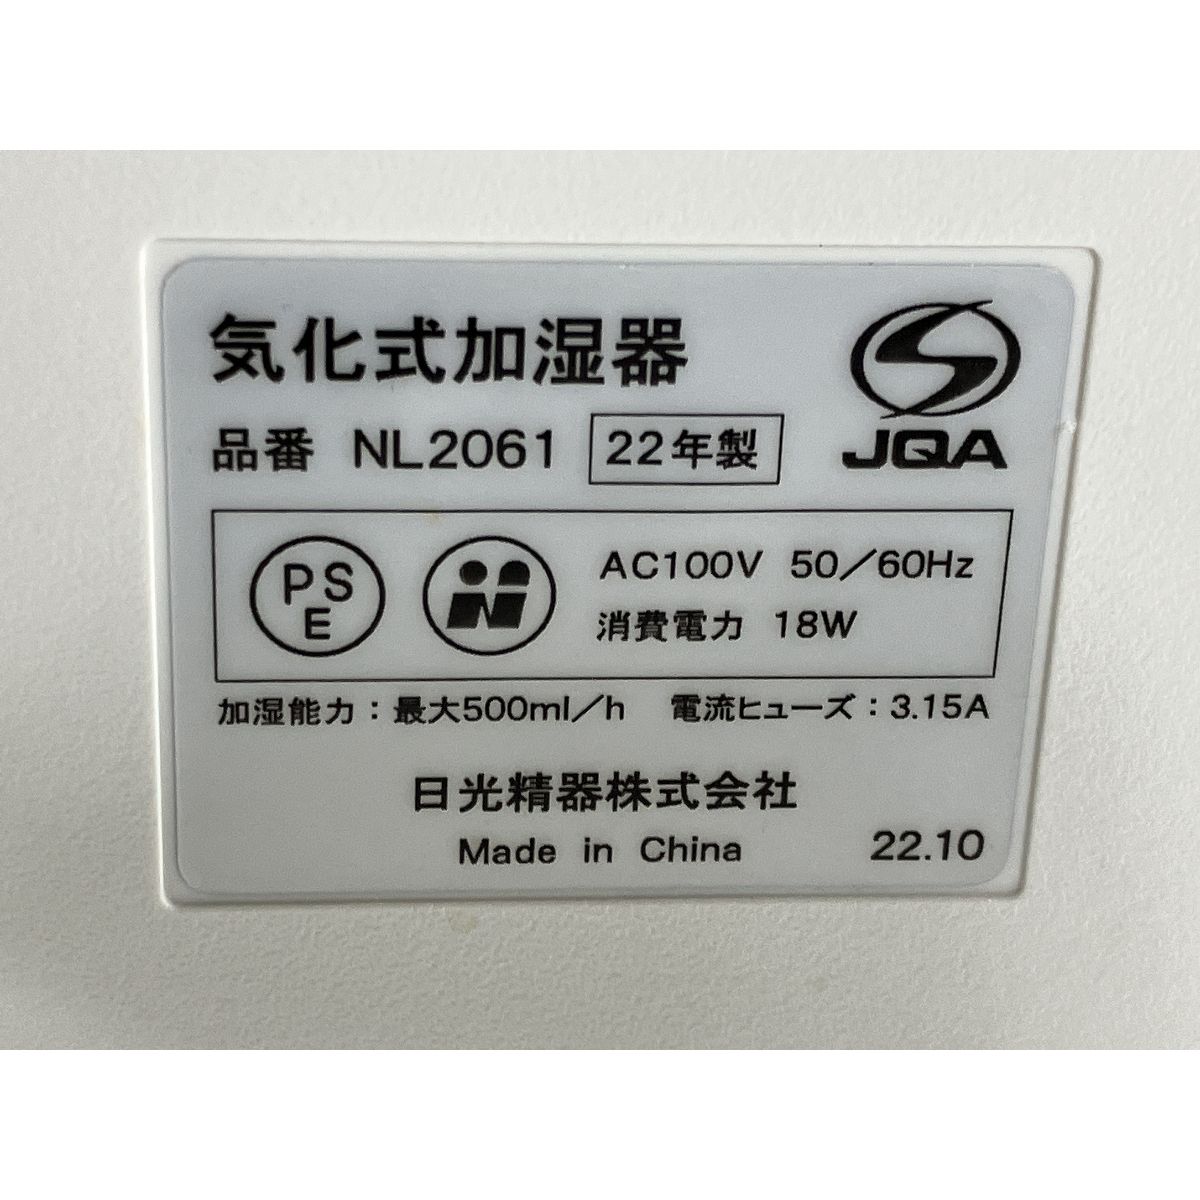 気化式加湿器
JQA
品番 NL2061 22年製
PS
E
AC100V 50/60Hz
消費電力 18W
加湿能力：最大500ml/h 電流ヒューズ：3.15A
日光精器株式会社
Made in China 22.10